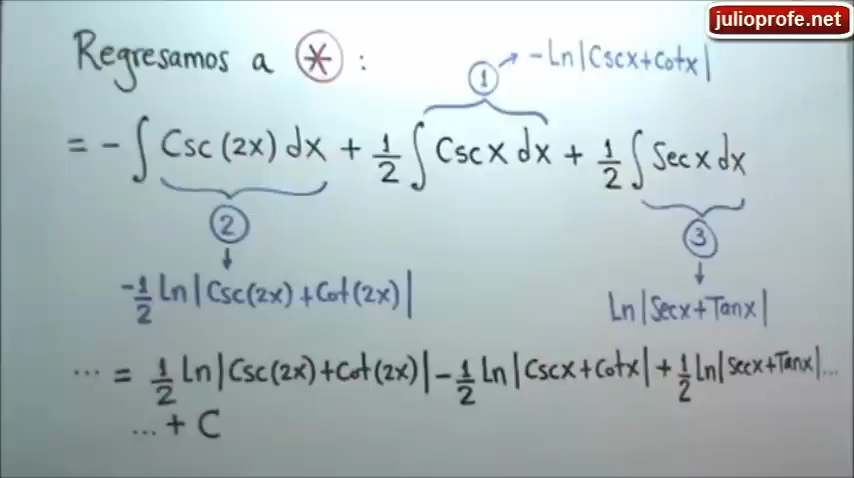 julioprofe.net
Regresamos a * :
1 → -Ln|Cscx+Cotx|
= - ∫ Csc(2x) dx + 1/2 ∫ Csc x dx + 1/2 ∫ Sec x dx
2
3
-1/2 Ln|Csc(2x)+Cot(2x)|
Ln|Secx+Tanx|
... = 1/2 Ln|Csc(2x)+Cot(2x)| - 1/2 Ln|Cscx+Cotx| + 1/2 Ln|Secx+Tanx|...
... + C